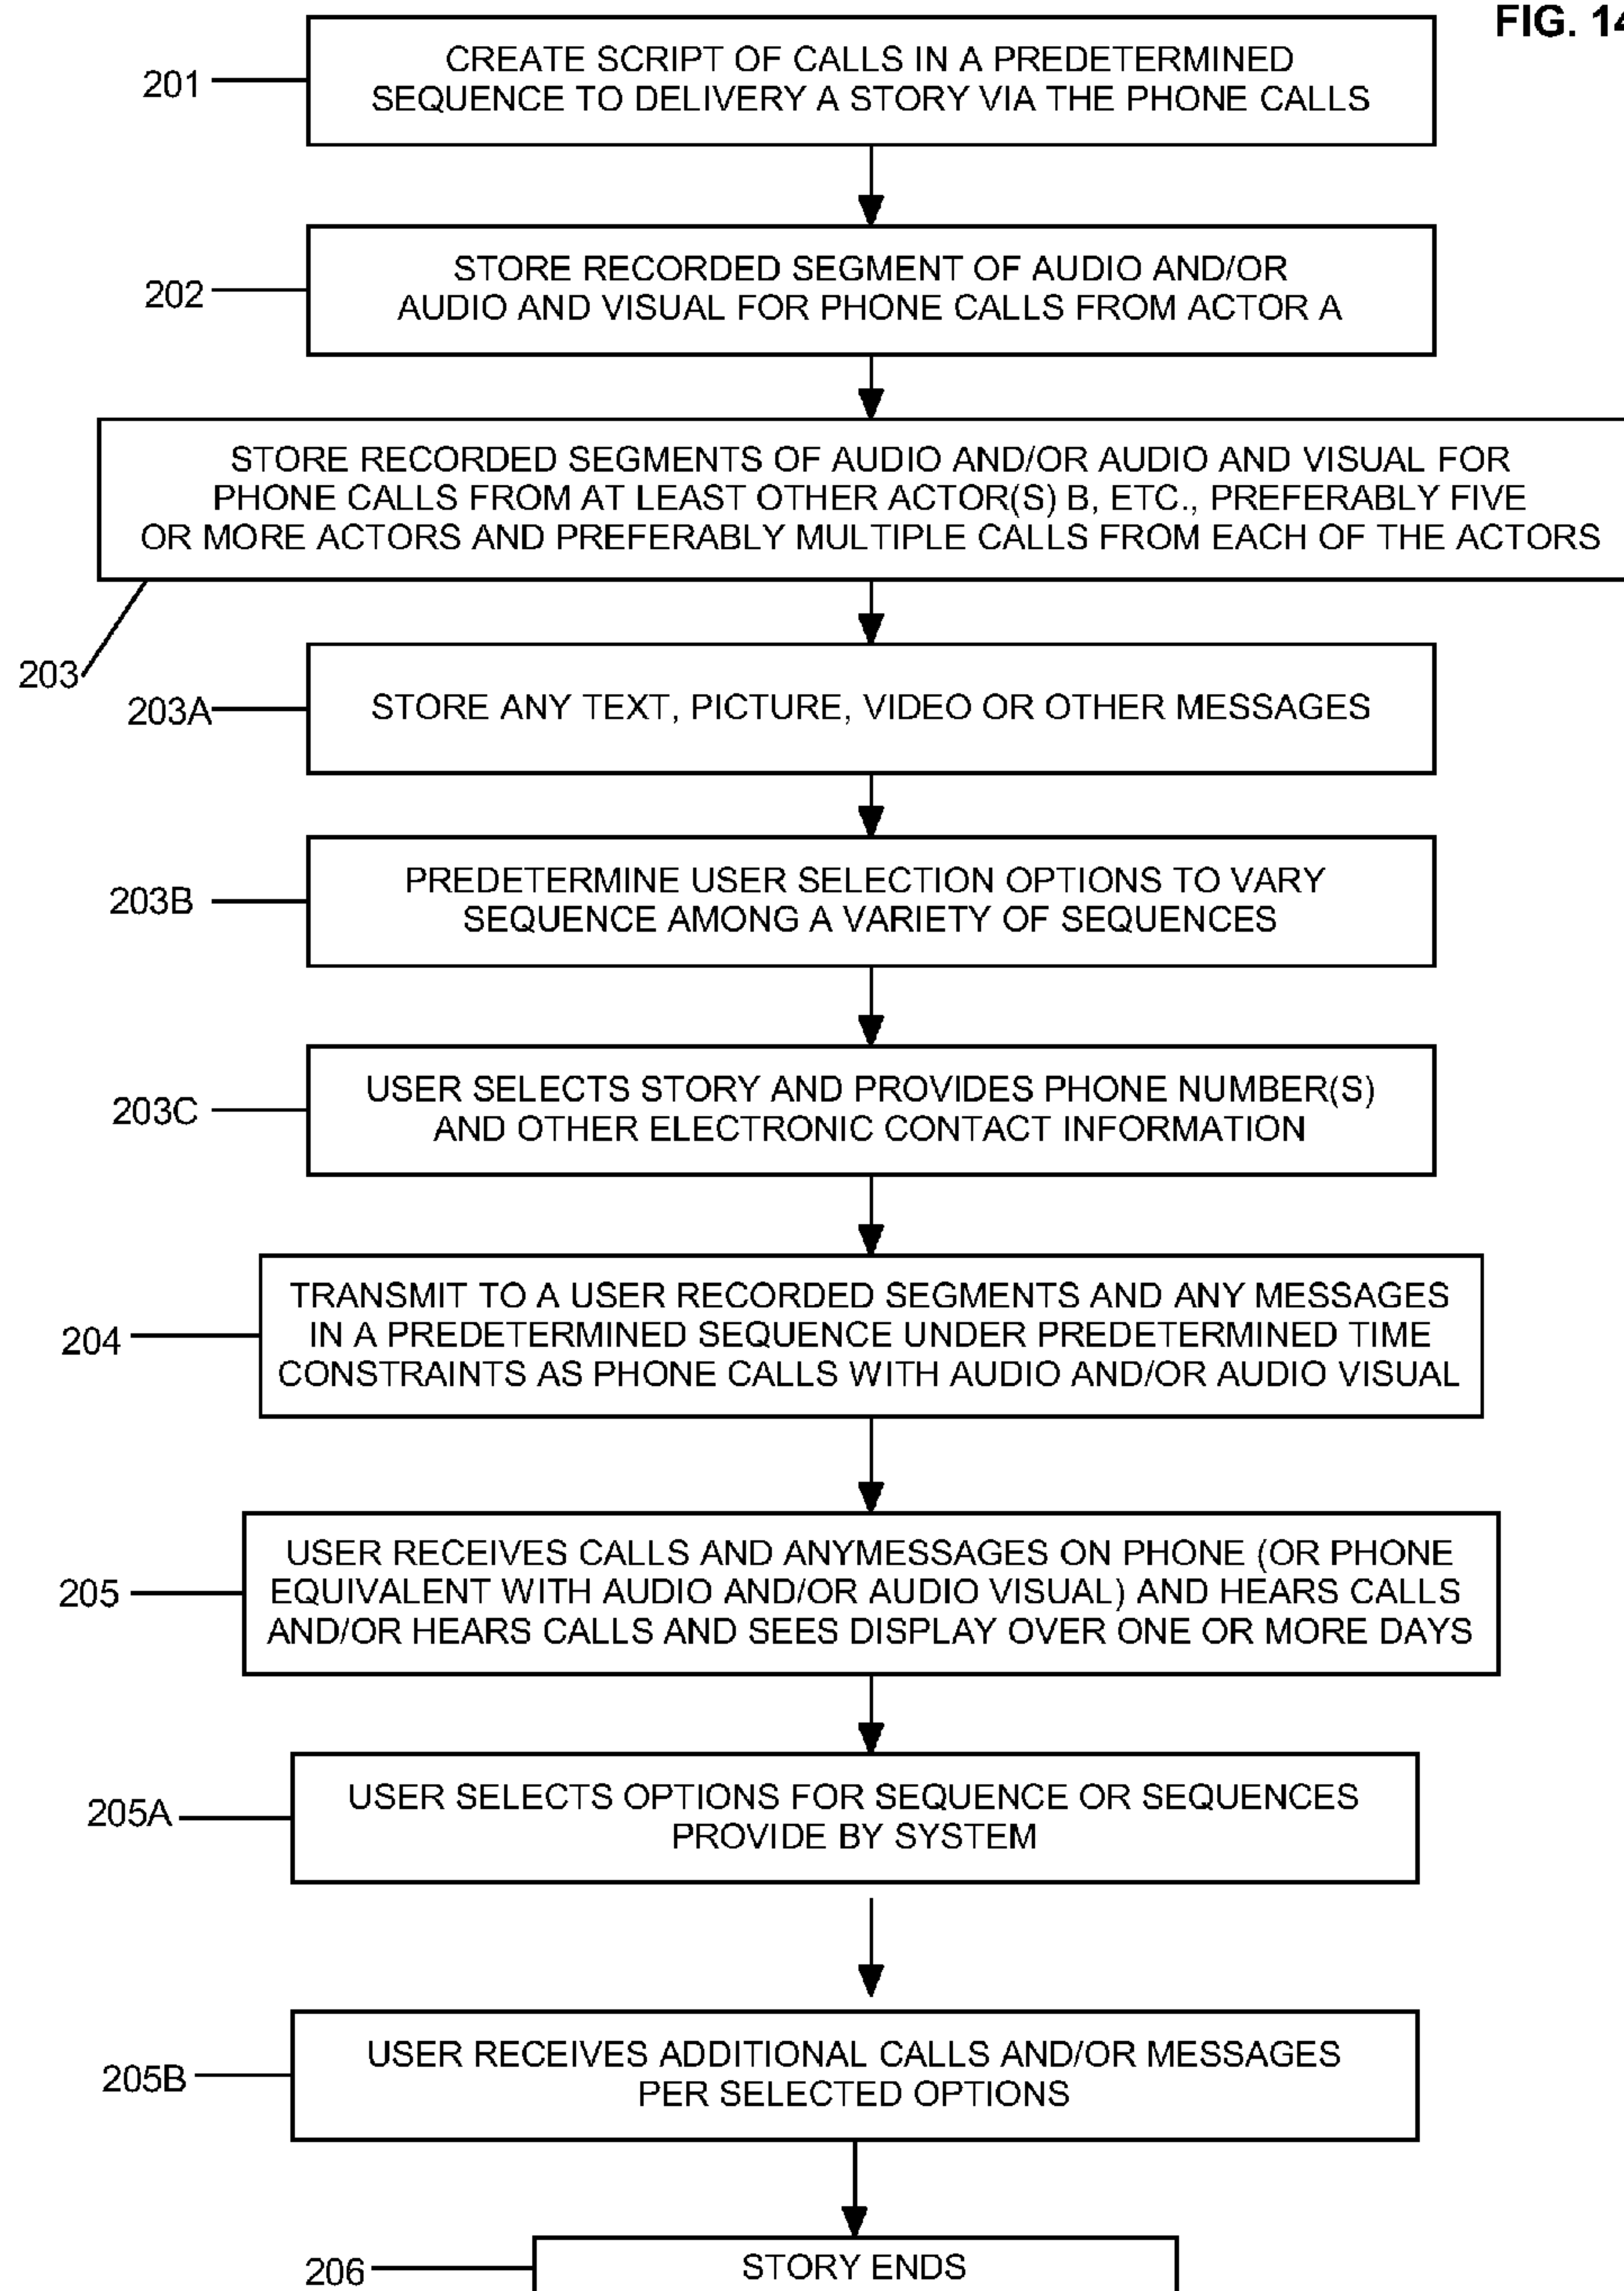 FIG. 14
201
CREATE SCRIPT OF CALLS IN A PREDETERMINED
SEQUENCE TO DELIVERY A STORY VIA THE PHONE CALLS
202
STORE RECORDED SEGMENT OF AUDIO AND/OR
AUDIO AND VISUAL FOR PHONE CALLS FROM ACTOR A
203
STORE RECORDED SEGMENTS OF AUDIO AND/OR AUDIO AND VISUAL FOR
PHONE CALLS FROM AT LEAST OTHER ACTOR(S) B, ETC., PREFERABLY FIVE
OR MORE ACTORS AND PREFERABLY MULTIPLE CALLS FROM EACH OF THE ACTORS
203A
STORE ANY TEXT, PICTURE, VIDEO OR OTHER MESSAGES
203B
PREDETERMINE USER SELECTION OPTIONS TO VARY
SEQUENCE AMONG A VARIETY OF SEQUENCES
203C
USER SELECTS STORY AND PROVIDES PHONE NUMBER(S)
AND OTHER ELECTRONIC CONTACT INFORMATION
204
TRANSMIT TO A USER RECORDED SEGMENTS AND ANY MESSAGES
IN A PREDETERMINED SEQUENCE UNDER PREDETERMINED TIME
CONSTRAINTS AS PHONE CALLS WITH AUDIO AND/OR AUDIO VISUAL
205
USER RECEIVES CALLS AND ANYMESSAGES ON PHONE (OR PHONE
EQUIVALENT WITH AUDIO AND/OR AUDIO VISUAL) AND HEARS CALLS
AND/OR HEARS CALLS AND SEES DISPLAY OVER ONE OR MORE DAYS
205A
USER SELECTS OPTIONS FOR SEQUENCE OR SEQUENCES
PROVIDE BY SYSTEM
205B
USER RECEIVES ADDITIONAL CALLS AND/OR MESSAGES
PER SELECTED OPTIONS
206
STORY ENDS